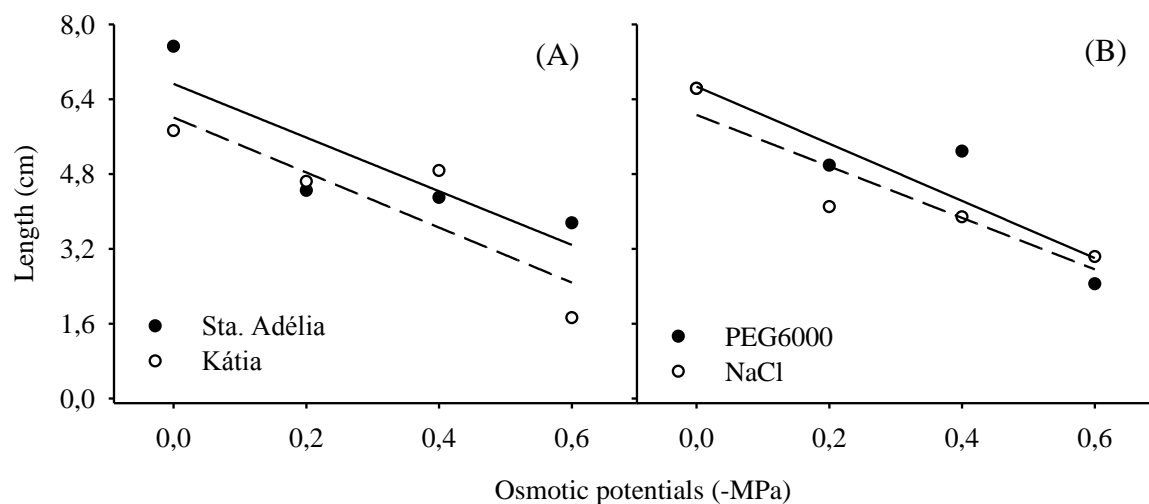 8,0
6,4
4,8
3,2
1,6
0,0
Length (cm)
(A)
Sta. Adélia
Kátia
0,0 0,2 0,4 0,6
(B)
PEG6000
NaCl
0,0 0,2 0,4 0,6
Osmotic potentials (-MPa)